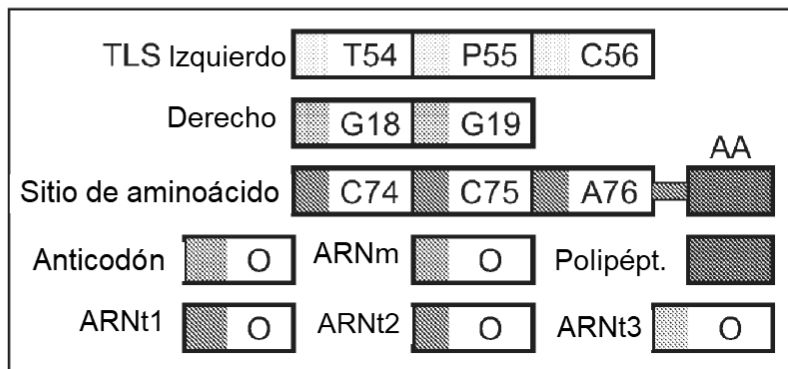 TLS Izquierdo T54 P55 C56
Derecho G18 G19
AA
Sitio de aminoácido C74 C75 A76
Anticodón O ARNm O Polipépt.
ARNt1 O ARNt2 O ARNt3 O